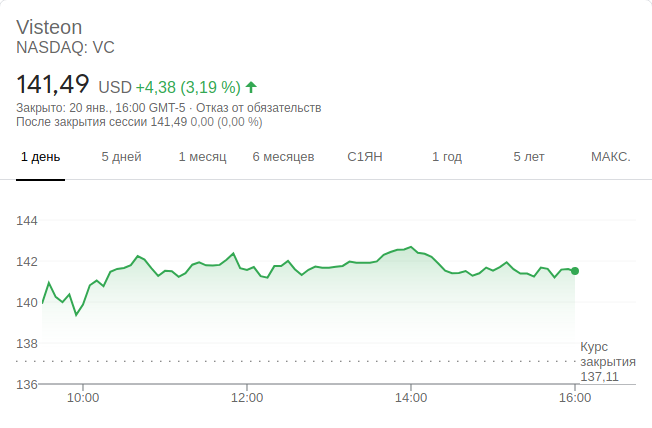 Visteon
NASDAQ: VC
141,49 USD +4,38 (3,19 %)
Закрыто: 20 янв., 16:00 GMT-5 · Отказ от обязательств
После закрытия сессии 141,49 0,00 (0,00 %)
1 день 5 дней 1 месяц 6 месяцев С1ЯН 1 год 5 лет МАКС.
144
142
140
138
136
Курс
закрытия
137,11
10:00 12:00 14:00 16:00